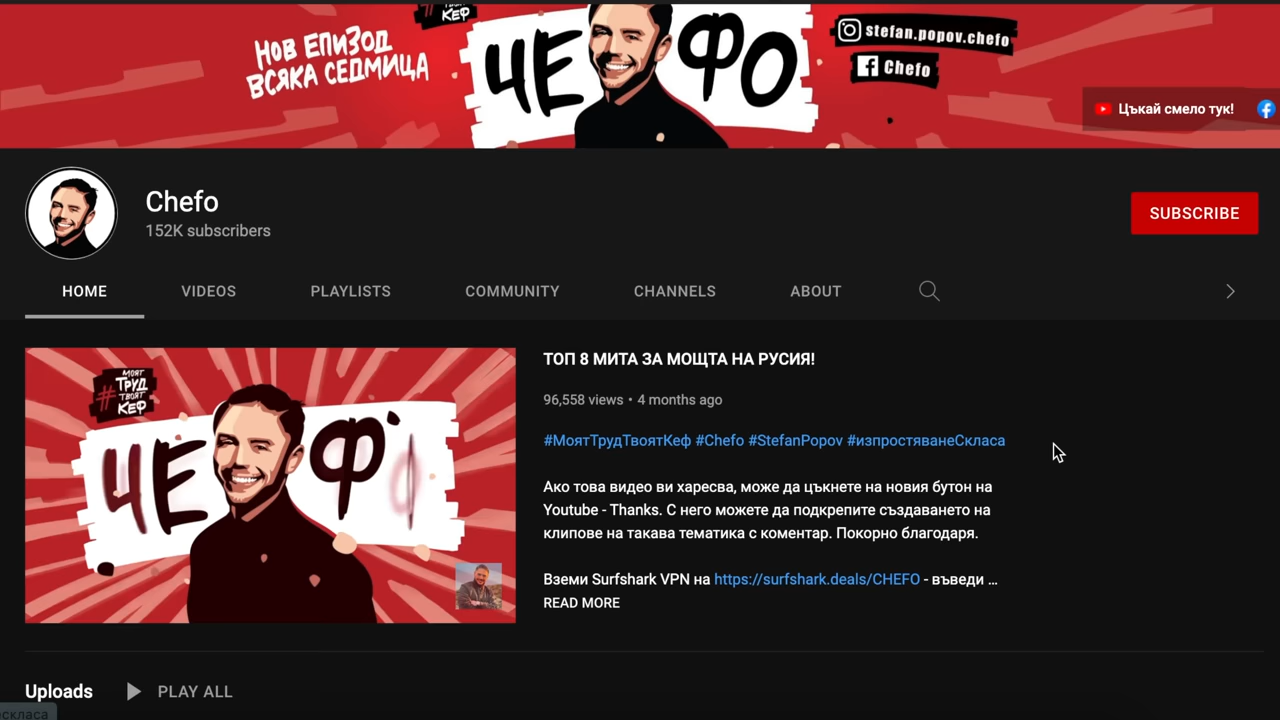 # ТВОЯТ
КЕФ
НОВ ЕПИЗОД
ВСЯКА СЕДМИЦА
ЧЕФО
stefan.popov.chefo
Chefo
Цъкай смело тук!
Chefo
152K subscribers
SUBSCRIBE
HOME
VIDEOS
PLAYLISTS
COMMUNITY
CHANNELS
ABOUT
МОЯТ
ТРУД
# ТВОЯТ
КЕФ
ЧЕФО
ТОП 8 МИТА ЗА МОЩТА НА РУСИЯ!
96,558 views • 4 months ago
#МоятТрудТвоятКеф #Chefo #StefanPopov #изпростяванеСкласа
Ако това видео ви харесва, може да цъкнете на новия бутон на
Youtube - Thanks. С него можете да подкрепите създаването на
клипове на такава тематика с коментар. Покорно благодаря.
Вземи Surfshark VPN на https://surfshark.deals/CHEFO - въведи ...
READ MORE
Uploads
PLAY ALL
ескласа